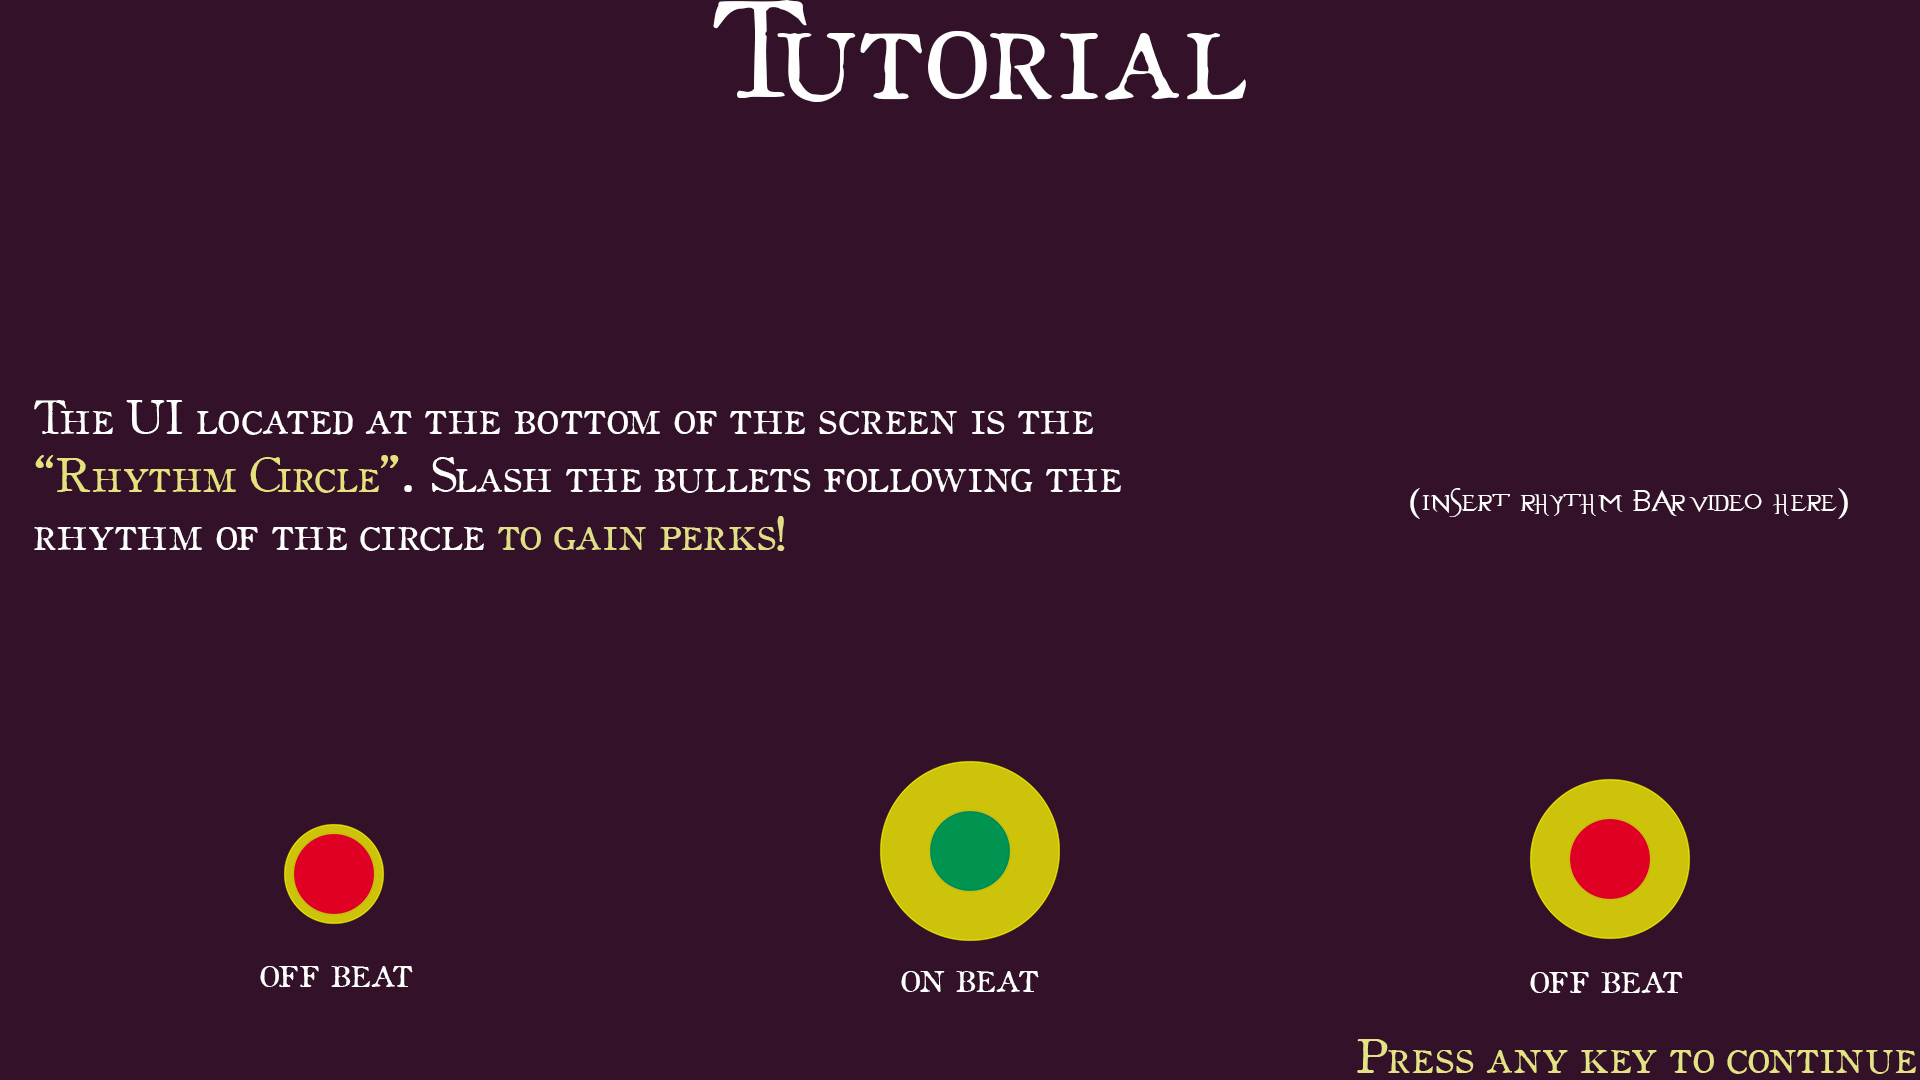 Tutorial
The UI located at the bottom of the screen is the
“Rhythm Circle”. Slash the bullets following the
rhythm of the circle to gain perks!
(insert rhythm bar video here)
off beat
on beat
off beat
Press any key to continue